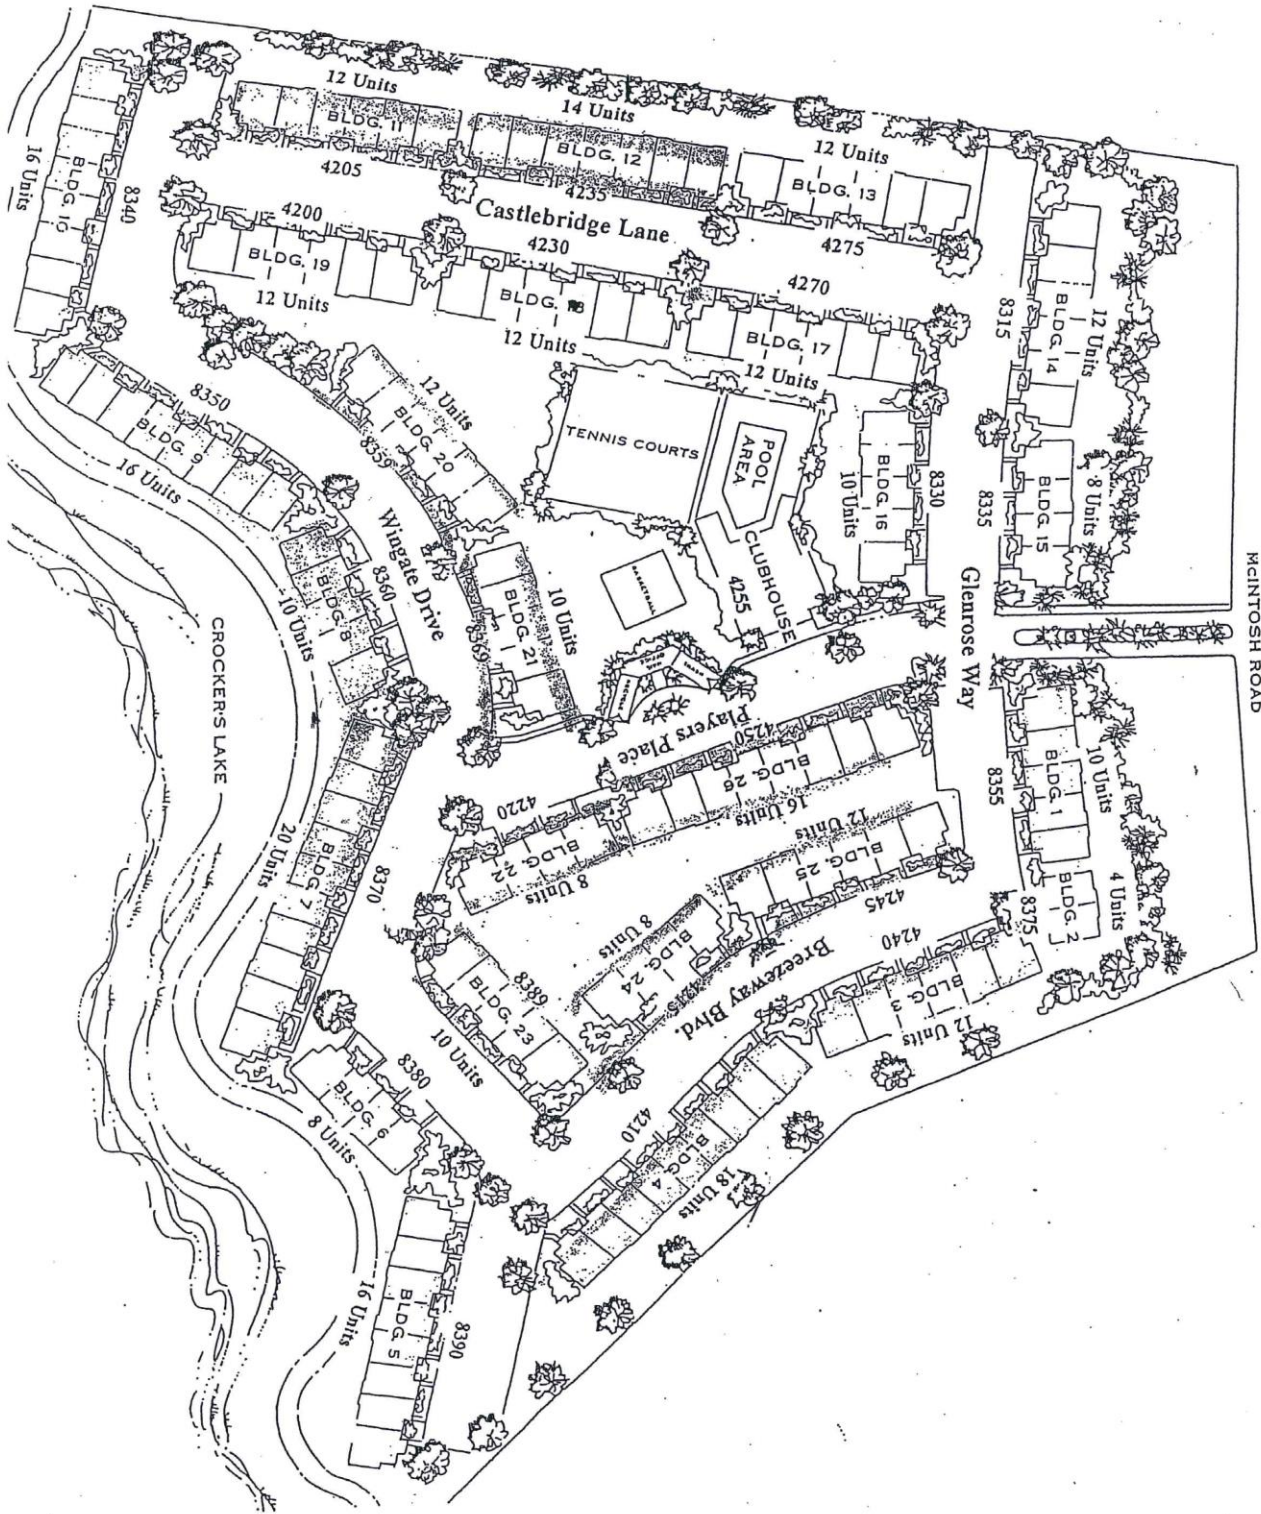 12 Units
BLDG. 11
4205
14 Units
BLDG. 12
4235
12 Units
BLDG. 13
4275
Castlebridge Lane
16 Units
BLDG. 10
8340
4200
BLDG. 19
12 Units
4230
BLDG. 18
12 Units
4270
BLDG. 17
12 Units
8315
BLDG. 14
12 Units
8350
BLDG. 9
16 Units
12 Units
BLDG. 20
8359
TENNIS COURTS
POOL
AREA
BLDG. 16
10 Units
8330
8335
BLDG. 15
8 Units
Wingate Drive
CLUBHOUSE
4255
Glenrose Way
McINTOSH ROAD
8360
BLDG. 8
10 Units
10 Units
BLDG. 21
8369
BASKETBALL
OFFICE
CROCKER'S LAKE
Players Place
4250
BLDG. 26
16 Units
8355
BLDG. 1
10 Units
4220
BLDG.
22
8 Units
12 Units
BLDG. 25
4245
8370
BLDG. 7
20 Units
4 Units
BLDG. 2
8375
4240
BLDG. 3
12 Units
8 Units
BLDG. 24
4215
Breezeway Blvd.
8389
BLDG. 23
10 Units
8380
BLDG. 6
8 Units
4210
BLDG. 4
18 Units
8390
BLDG. 5
16 Units